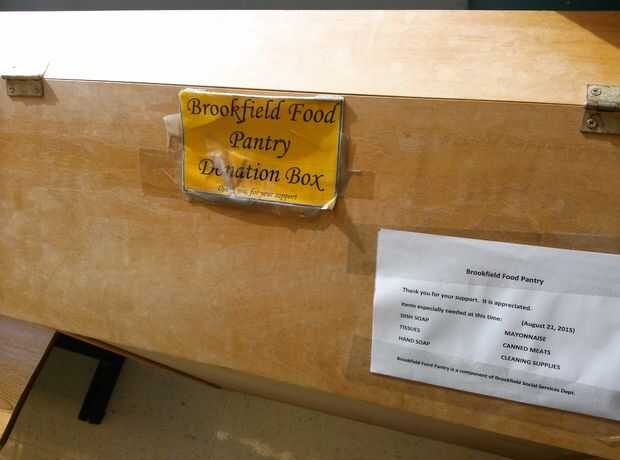 Brookfield Food
Pantry
Donation Box
for your support
Brookfield Food Pantry
Thank you for your support. It is appreciated.
Items especially needed at this time: (August 21, 2015)
DISH SOAP MAYONNAISE
TISSUES CANNED MEATS
HAND SOAP CLEANING SUPPLIES
Brookfield Food Pantry is a component of Brookfield Social Services Dept.